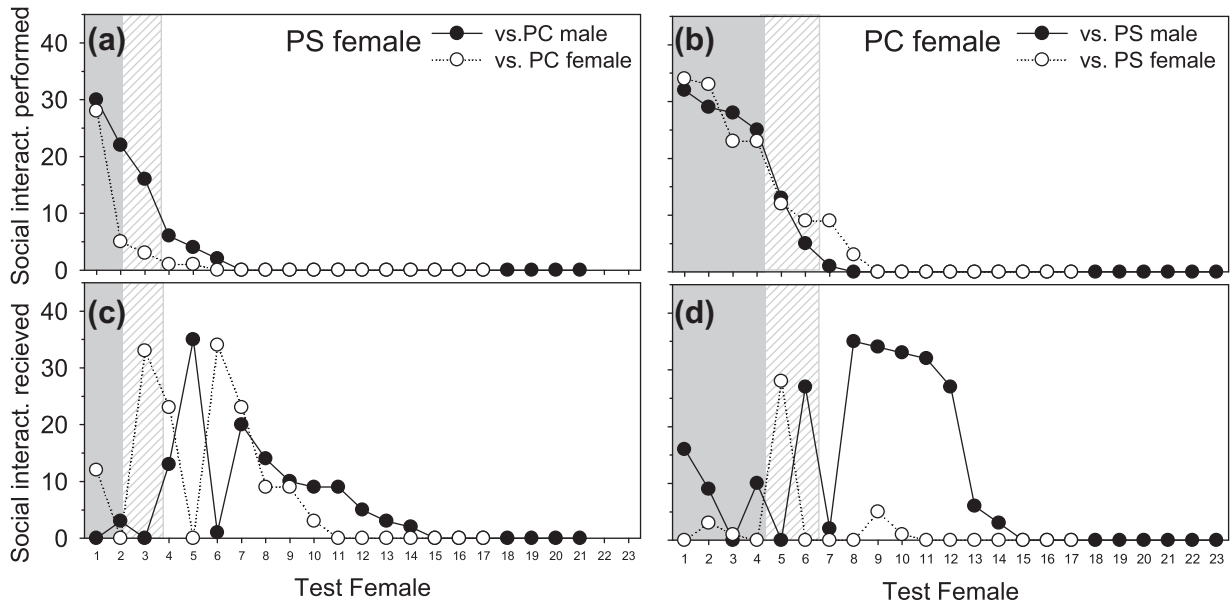 (a) PS female
vs.PC male
vs. PC female
(b) PC female
vs. PS male
vs. PS female
Social interact. performed
40
30
20
10
0
(c)
(d)
Social interact. recieved
40
30
20
10
0
1 2 3 4 5 6 7 8 9 10 11 12 13 14 15 16 17 18 19 20 21 22 23
1 2 3 4 5 6 7 8 9 10 11 12 13 14 15 16 17 18 19 20 21 22 23
Test Female
Test Female